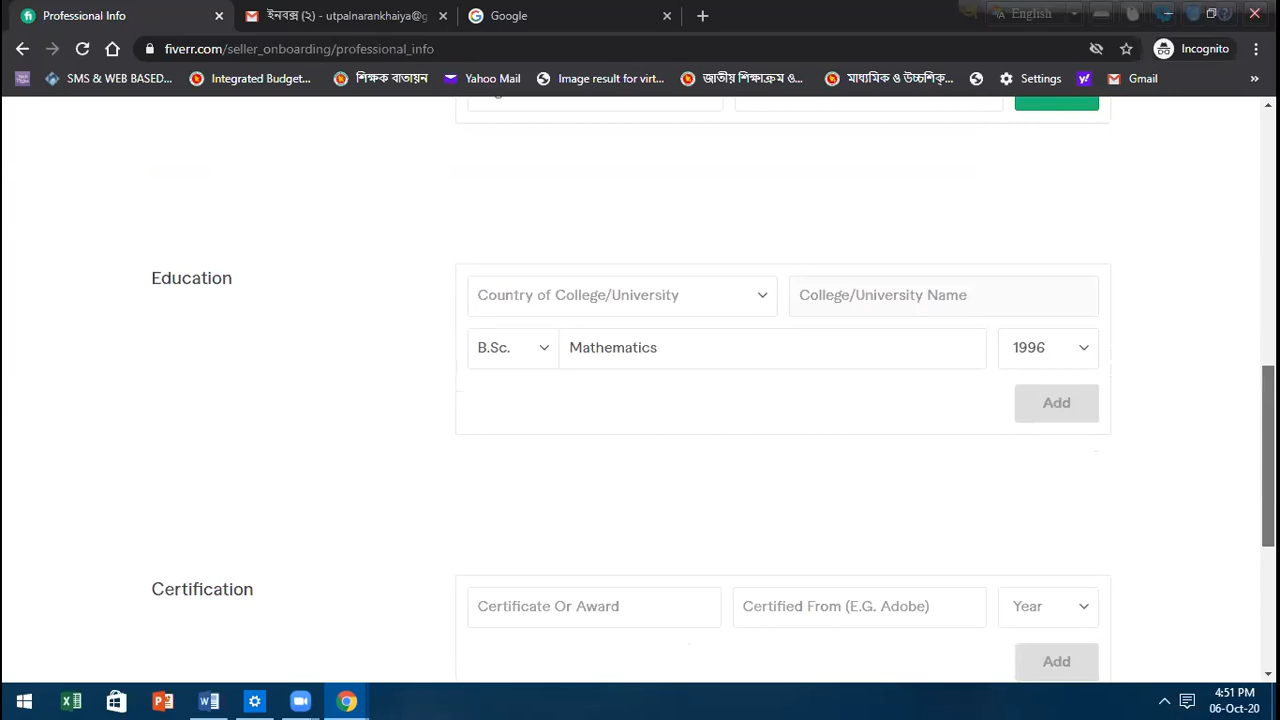 Professional Info
ইনবক্স (২) - utpalnarankhaiya@g
Google
English
fiverr.com/seller_onboarding/professional_info
Incognito
SMS & WEB BASED...
Integrated Budget...
শিক্ষক বাতায়ন
Yahoo Mail
Image result for virt...
জাতীয় শিক্ষাক্রম ও...
মাধ্যমিক ও উচ্চশিক্...
Settings
Gmail
Education
Country of College/University
College/University Name
B.Sc.
Mathematics
1996
Add
Certification
Certificate Or Award
Certified From (E.G. Adobe)
Year
Add
4:51 PM
06-Oct-20